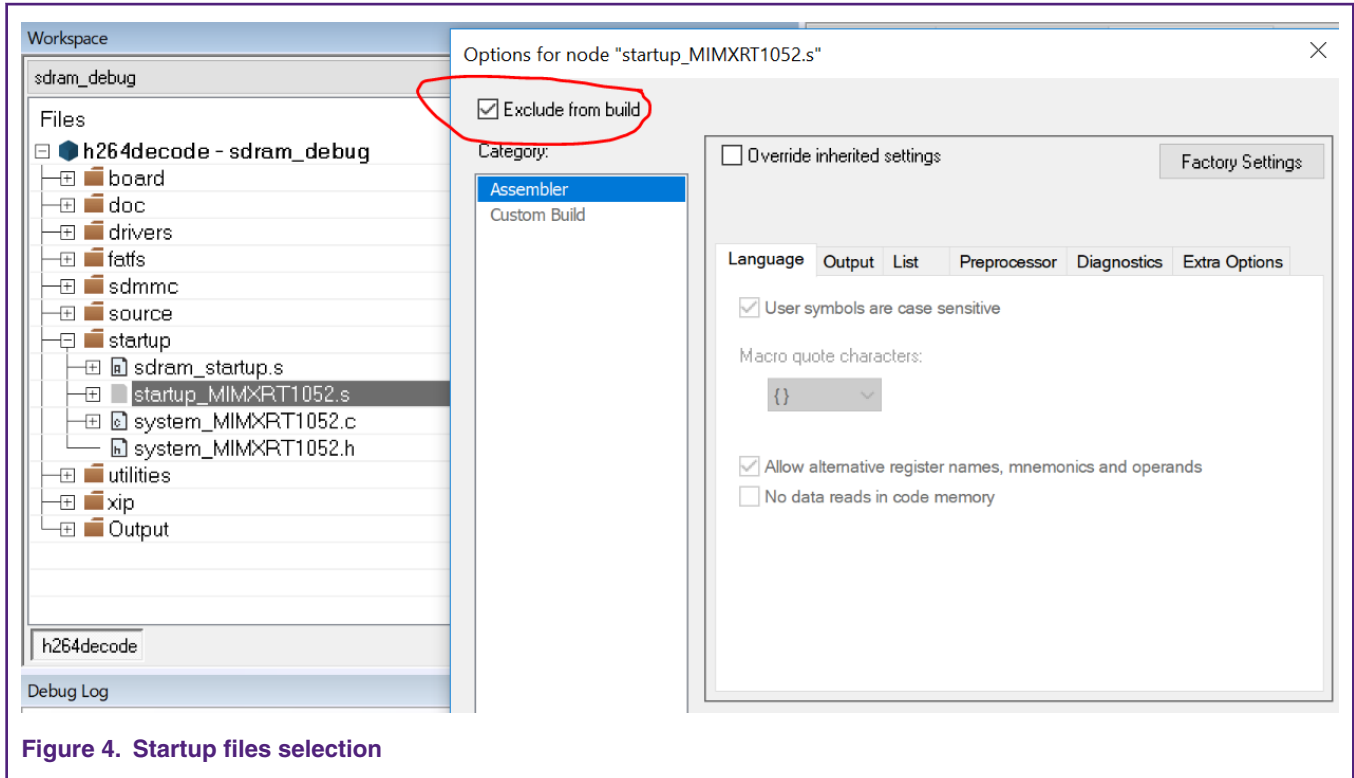 Workspace
sdram_debug
Files
h264decode - sdram_debug
board
doc
drivers
fatfs
sdmmc
source
startup
sdram_startup.s
startup_MIMXRT1052.s
system_MIMXRT1052.c
system_MIMXRT1052.h
utilities
xip
Output
h264decode
Debug Log
Options for node "startup_MIMXRT1052.s"
Exclude from build
Category:
Assembler
Custom Build
Override inherited settings
Factory Settings
Language Output List Preprocessor Diagnostics Extra Options
User symbols are case sensitive
Macro quote characters:
{}
Allow alternative register names, mnemonics and operands
No data reads in code memory
Figure 4. Startup files selection